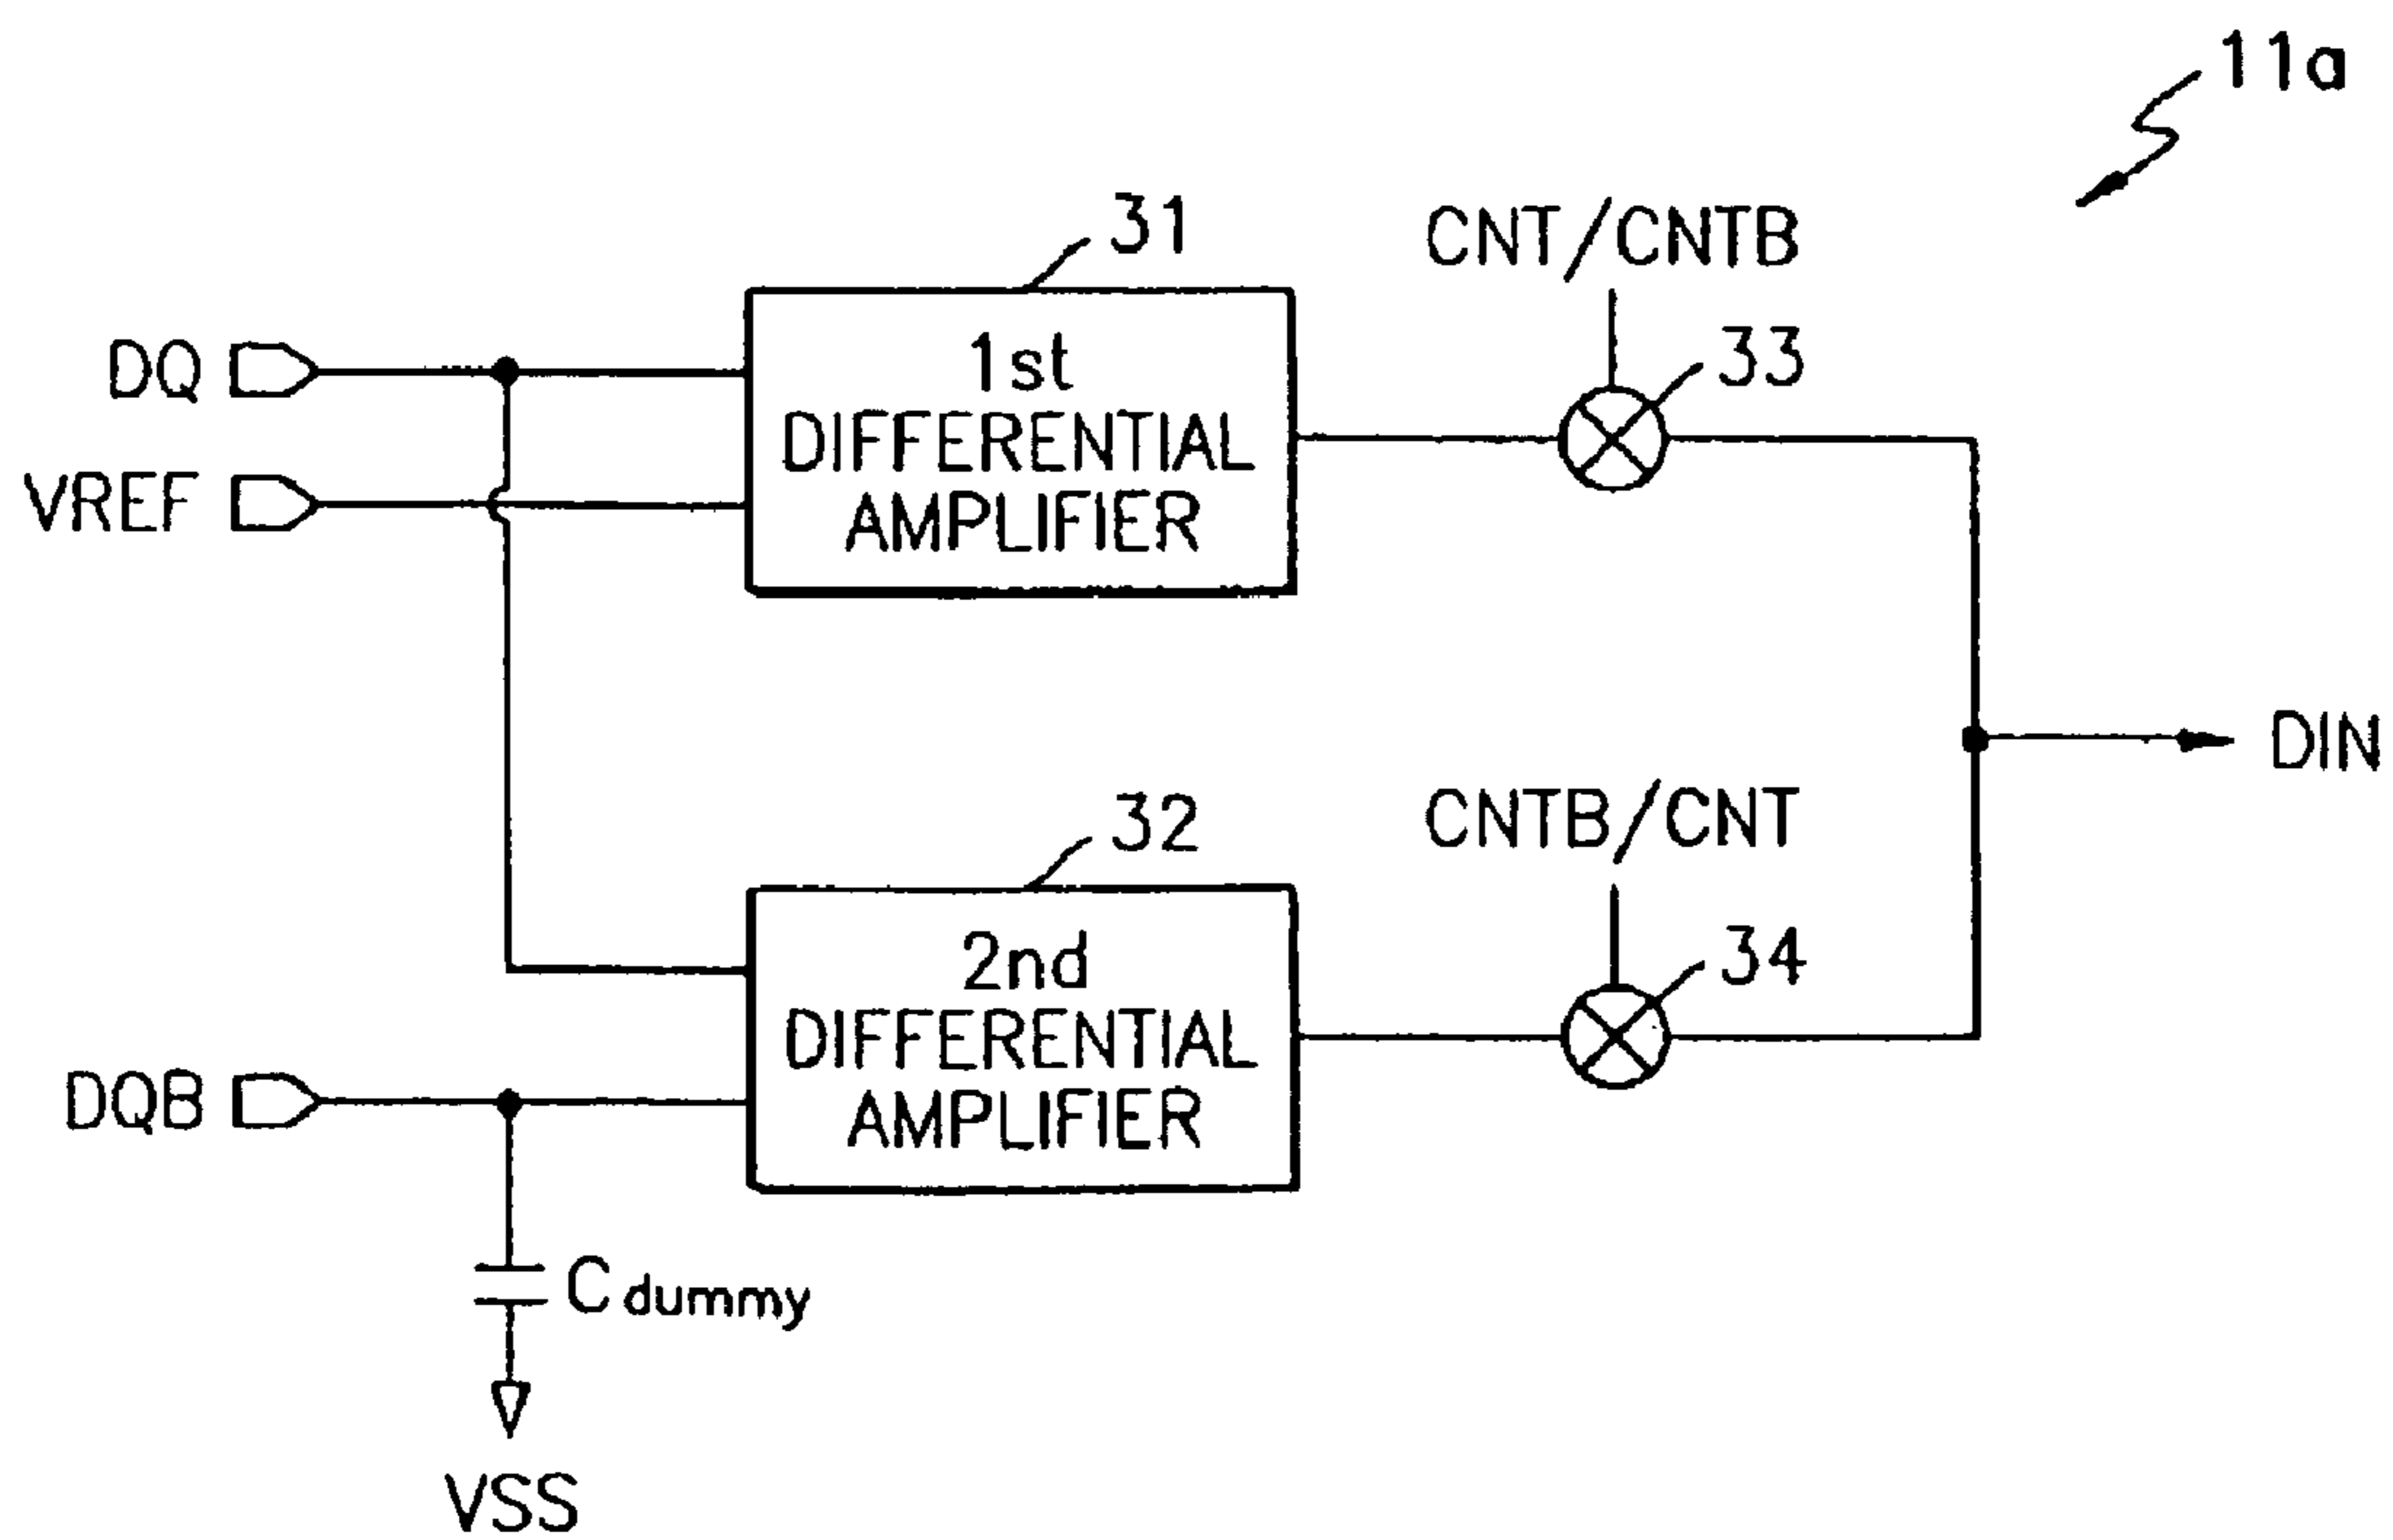 11a
31
CNT/CNTB
DQ
1st
DIFFERENTIAL
AMPLIFIER
33
VREF
DIN
32
CNTB/CNT
2nd
DIFFERENTIAL
AMPLIFIER
34
DQB
Cdummy
VSS